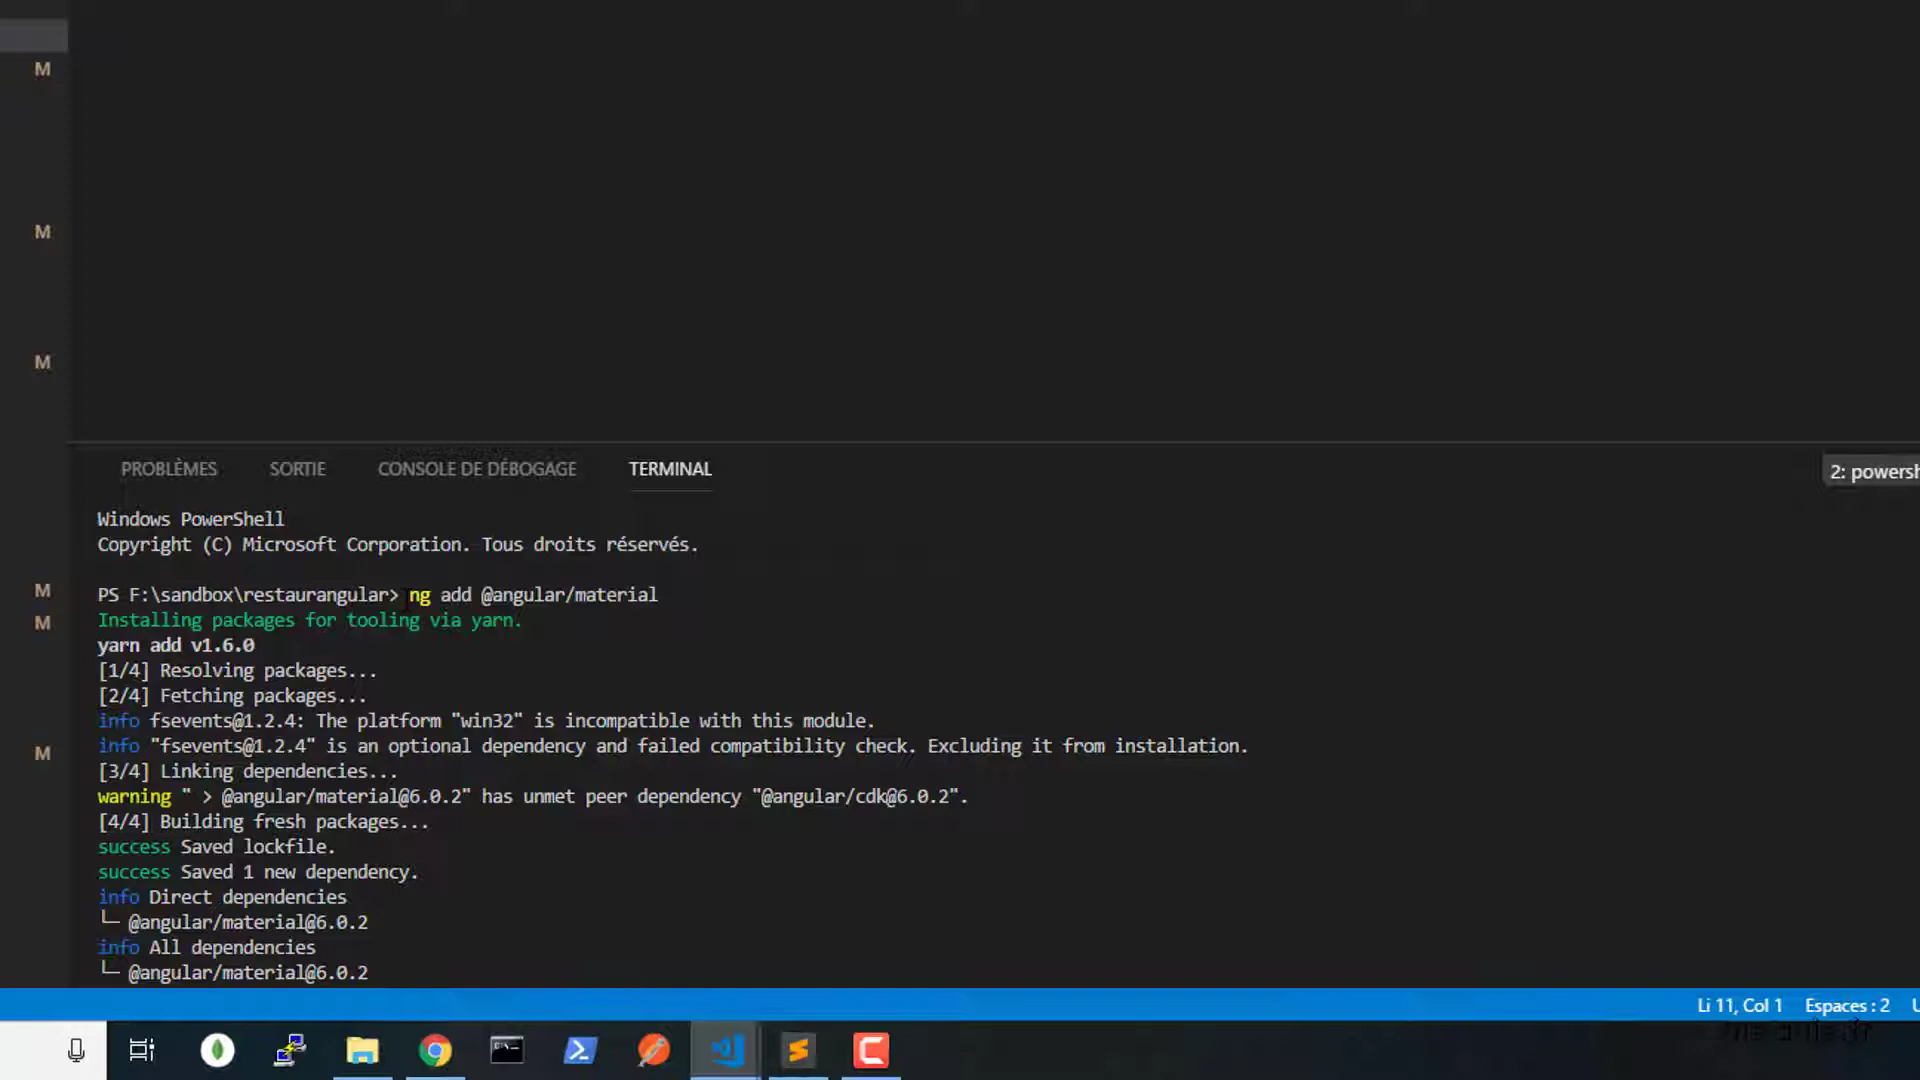 M
M
M
PROBLÈMES SORTIE CONSOLE DE DÉBOGAGE TERMINAL
2: powersh
Windows PowerShell
Copyright (C) Microsoft Corporation. Tous droits réservés.
PS F:\sandbox\restaurangular> ng add @angular/material
M
Installing packages for tooling via yarn.
M
yarn add v1.6.0
[1/4] Resolving packages...
[2/4] Fetching packages...
info fsevents@1.2.4: The platform "win32" is incompatible with this module.
info "fsevents@1.2.4" is an optional dependency and failed compatibility check. Excluding it from installation.
M
[3/4] Linking dependencies...
warning " > @angular/material@6.0.2" has unmet peer dependency "@angular/cdk@6.0.2".
[4/4] Building fresh packages...
success Saved lockfile.
success Saved 1 new dependency.
info Direct dependencies
└─ @angular/material@6.0.2
info All dependencies
└─ @angular/material@6.0.2
Li 11, Col 1 Espaces : 2